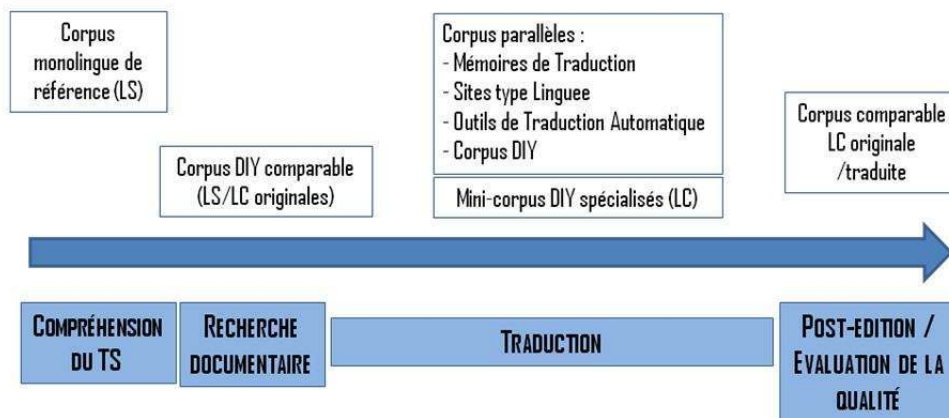 Corpus
monolingue de
référence (LS)
Corpus DIY comparable
(LS/LC originales)
Corpus parallèles :
- Mémoires de Traduction
- Sites type Linguee
- Outils de Traduction Automatique
- Corpus DIY
Mini-corpus DIY spécialisés (LC)
Corpus comparable
LC originale
/traduite
COMPRÉHENSION
DU TS
RECHERCHE
DOCUMENTAIRE
TRADUCTION
POST-EDITION /
EVALUATION DE LA
QUALITÉ